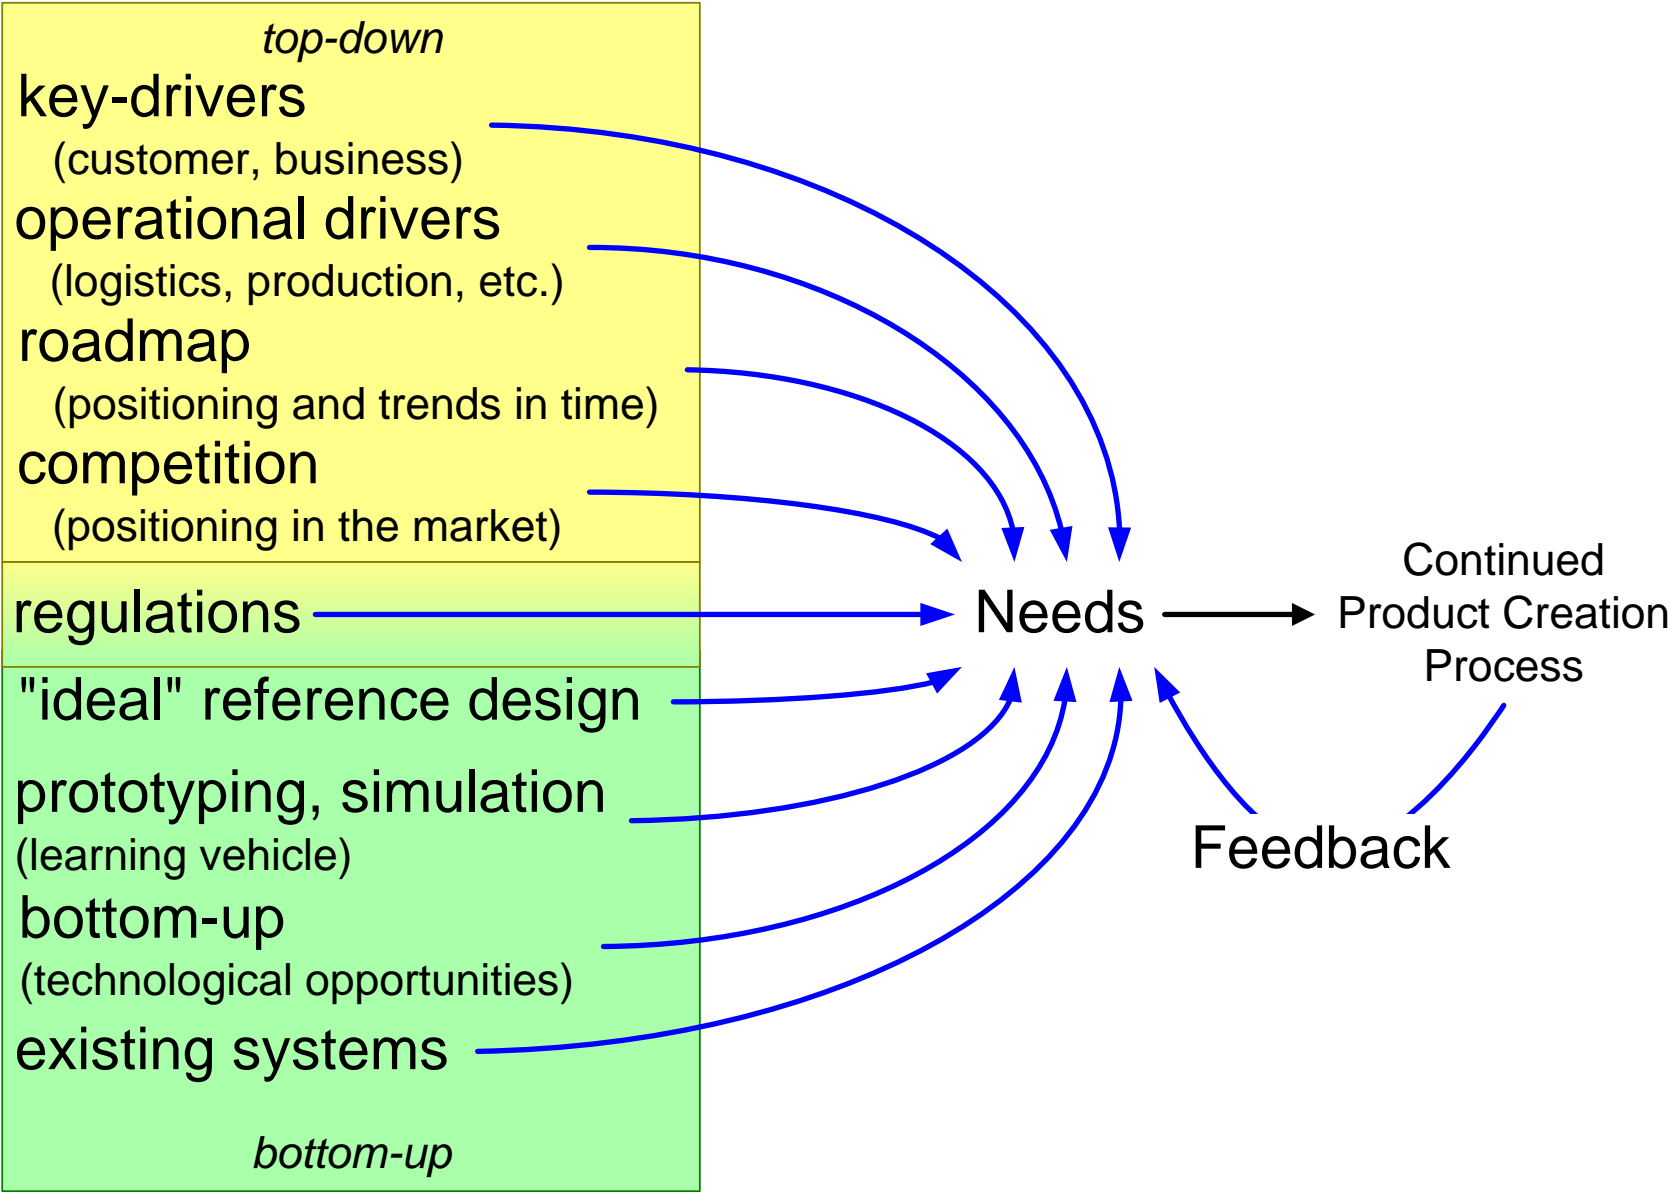 top-down
key-drivers
(customer, business)
operational drivers
(logistics, production, etc.)
roadmap
(positioning and trends in time)
competition
(positioning in the market)
regulations
"ideal" reference design
prototyping, simulation
(learning vehicle)
bottom-up
(technological opportunities)
existing systems
bottom-up
Needs
Continued
Product Creation
Process
Feedback